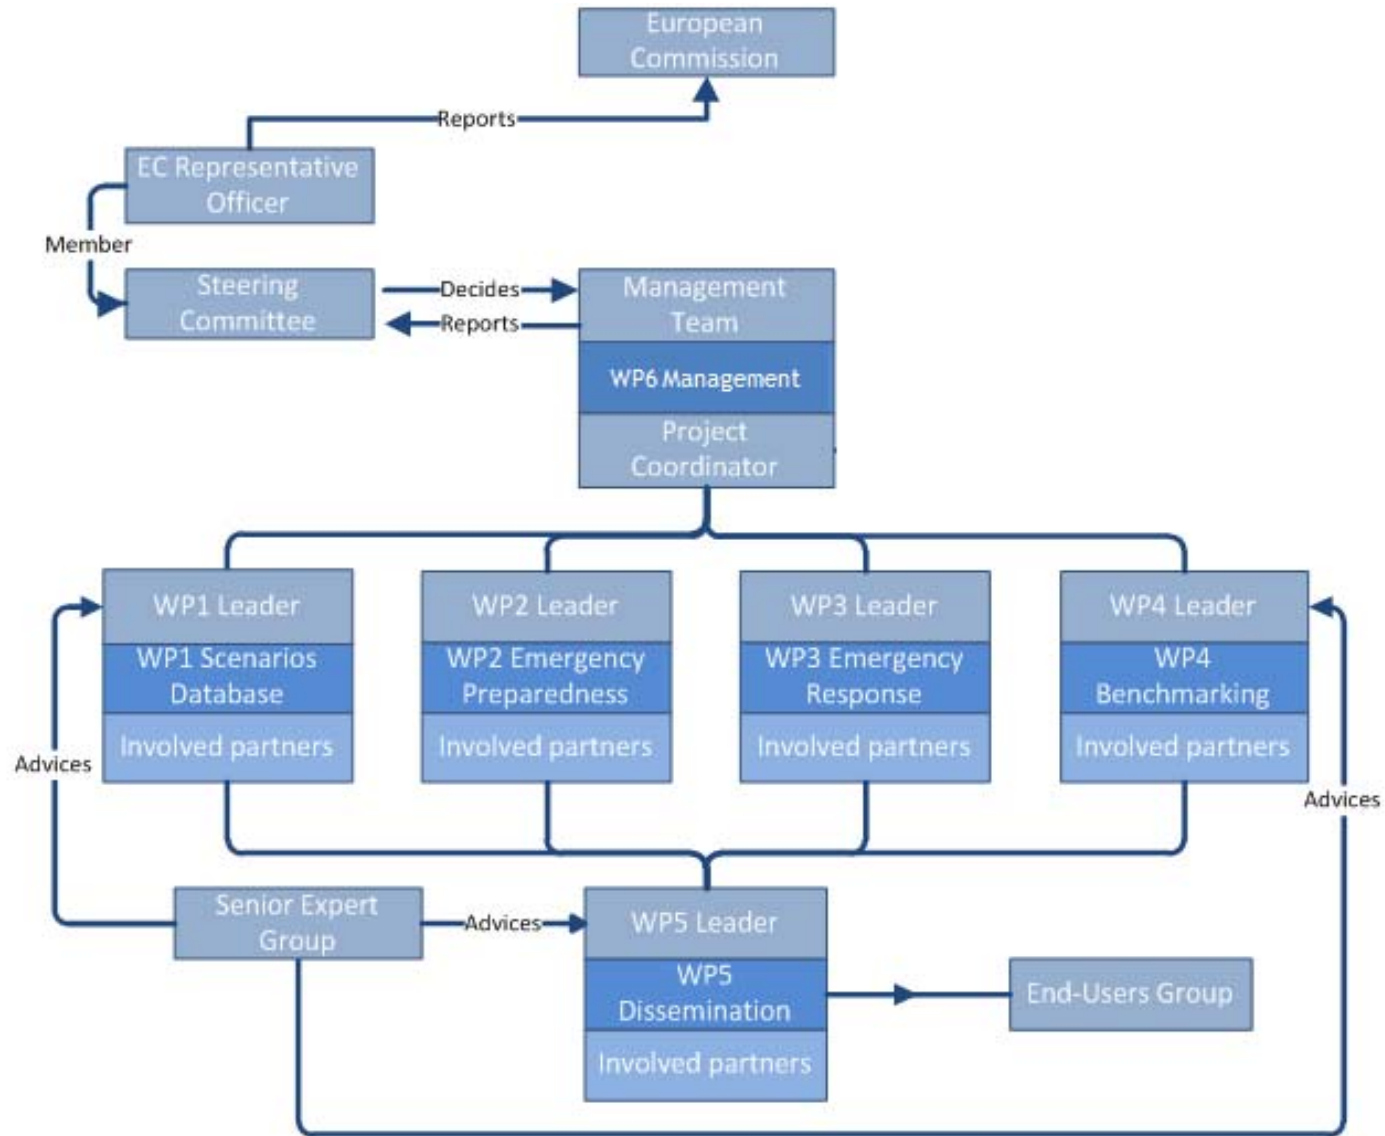 European
Commission
Reports
EC Representative
Officer
Member
Steering
Committee
Decides
Reports
Management
Team
WP6 Management
Project
Coordinator
WP1 Leader
WP1 Scenarios
Database
Involved partners
WP2 Leader
WP2 Emergency
Preparedness
Involved partners
WP3 Leader
WP3 Emergency
Response
Involved partners
WP4 Leader
WP4
Benchmarking
Involved partners
Advices
Advices
Senior Expert
Group
Advices
WP5 Leader
WP5
Dissemination
Involved partners
End-Users Group